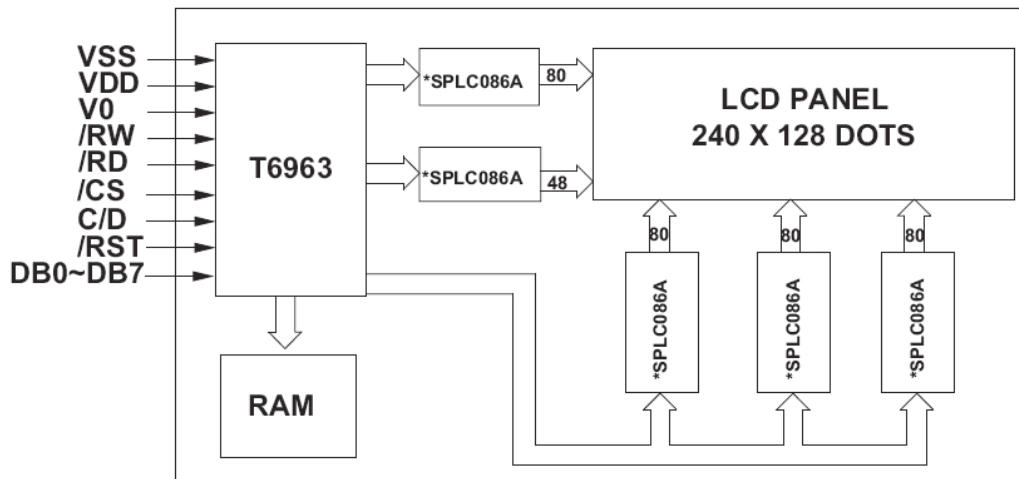 VSS
VDD
V0
/RW
/RD
/CS
C/D
/RST
DB0~DB7
T6963
*SPLC086A
80
*SPLC086A
48
LCD PANEL
240 X 128 DOTS
80
80
80
*SPLC086A
*SPLC086A
*SPLC086A
RAM